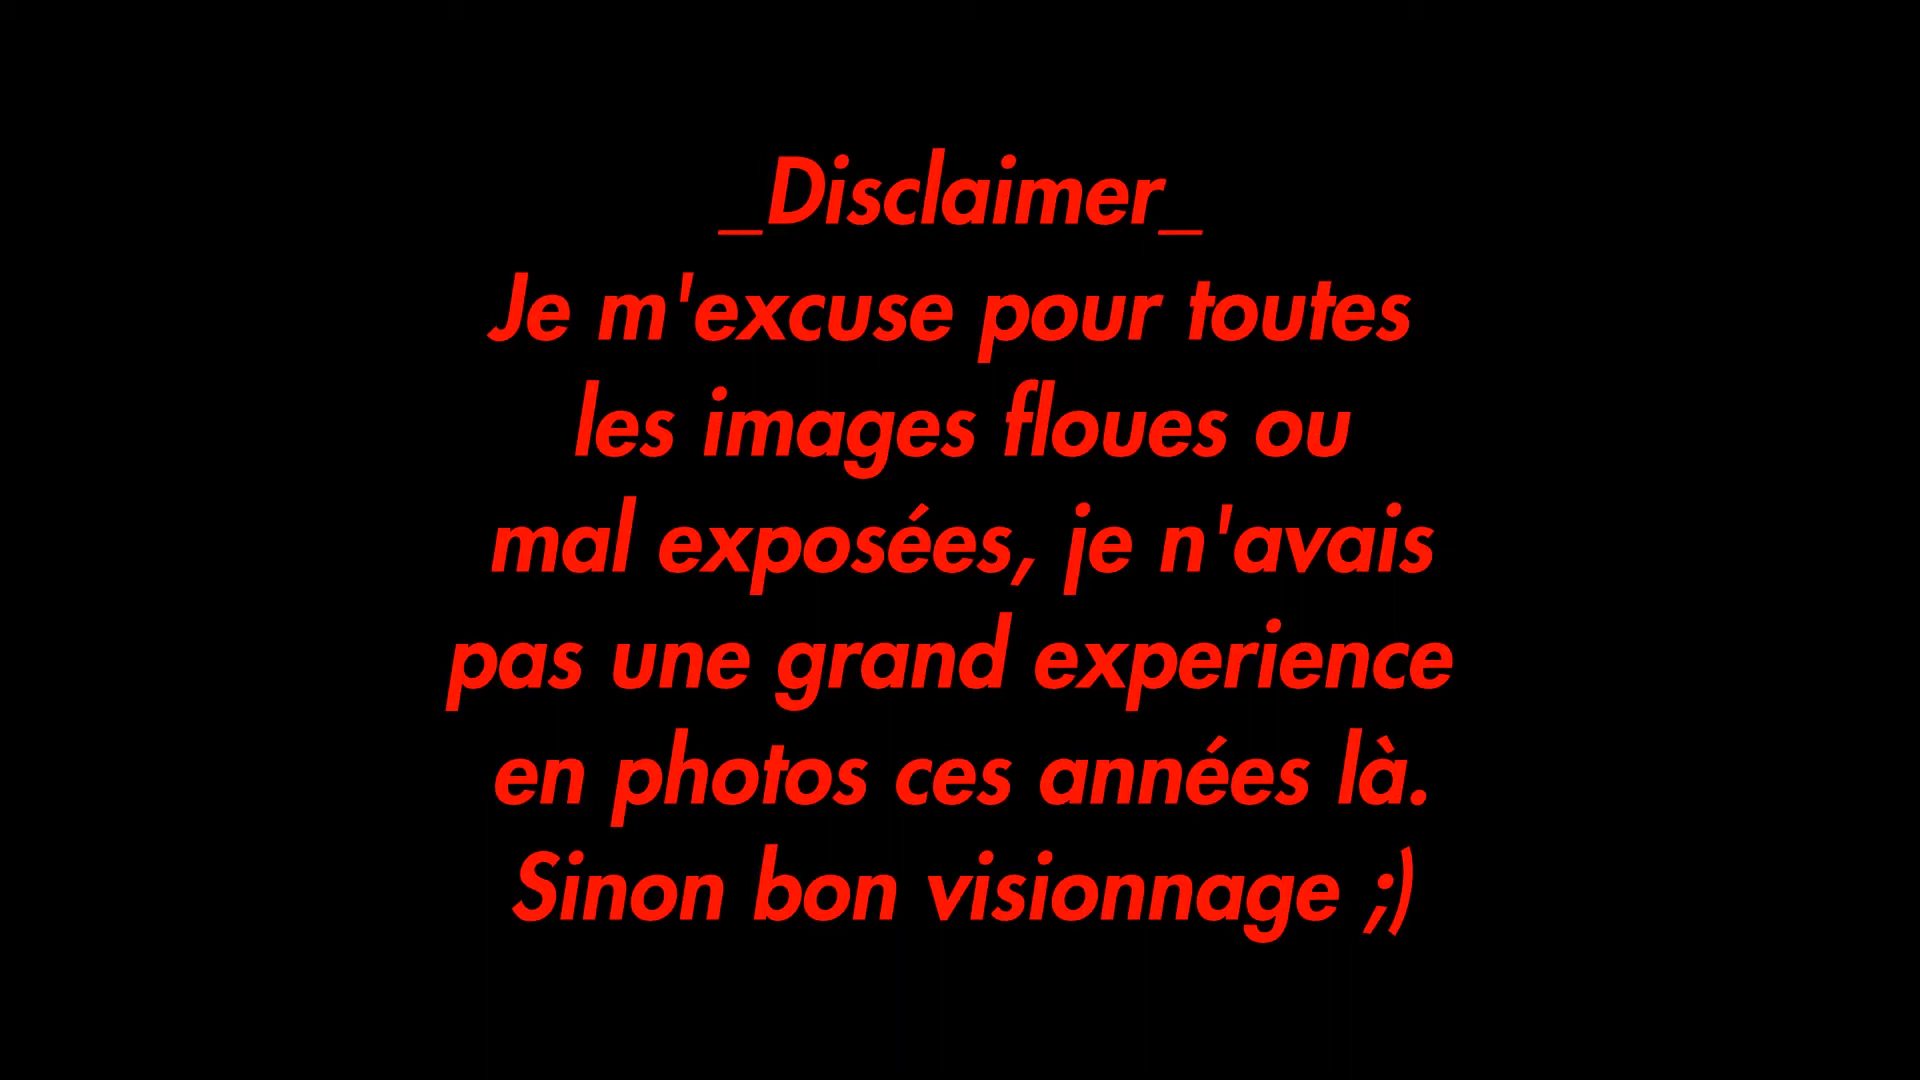 _Disclaimer_
Je m'excuse pour toutes
les images floues ou
mal exposées, je n'avais
pas une grand experience
en photos ces années là.
Sinon bon visionnage ;)